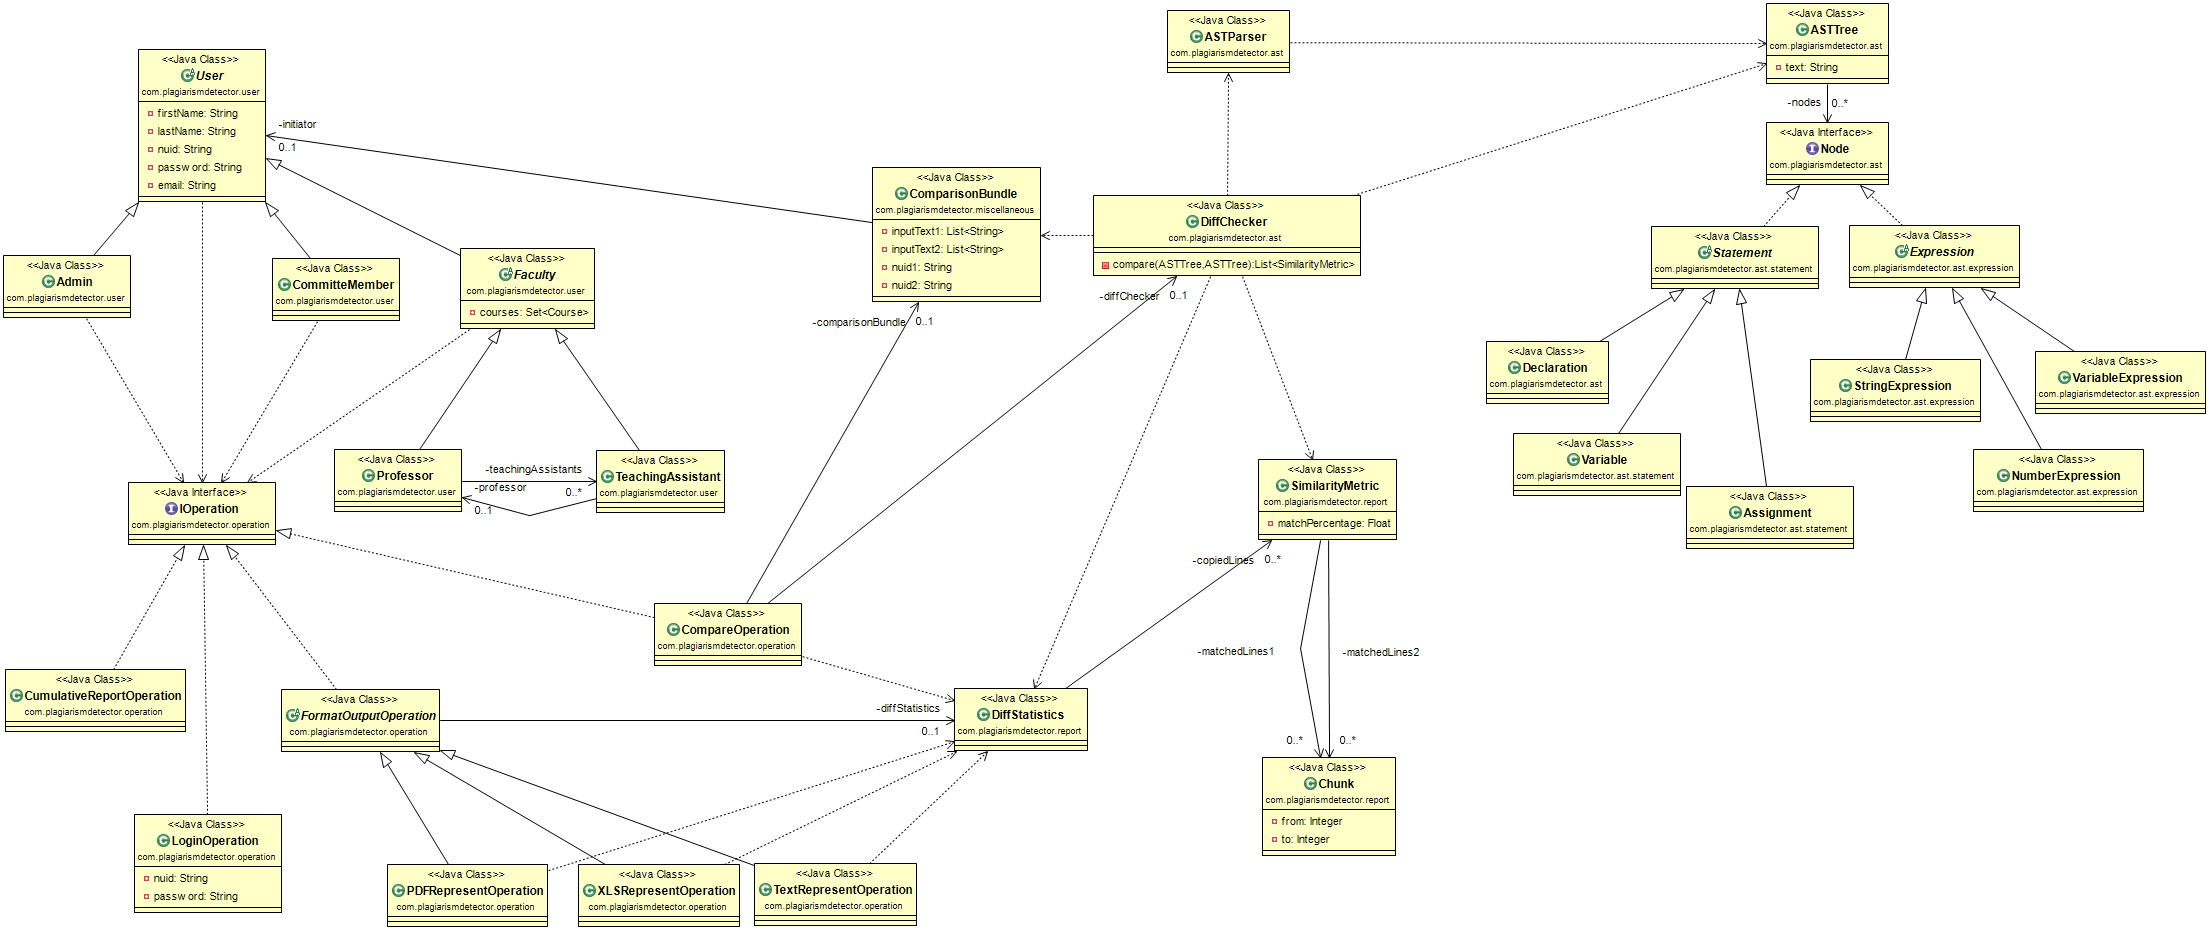 <<Java Class>>
User
com.plagiarismdetector.user
firstName: String
lastName: String
nuid: String
password: String
email: String
<<Java Class>>
Admin
com.plagiarismdetector.user
<<Java Class>>
CommitteMember
com.plagiarismdetector.user
<<Java Class>>
Faculty
com.plagiarismdetector.user
courses: Set<Course>
<<Java Class>>
Professor
com.plagiarismdetector.user
-teachingAssistants
0..*
-professor
0..1
<<Java Class>>
TeachingAssistant
com.plagiarismdetector.user
<<Java Interface>>
IOperation
com.plagiarismdetector.operation
<<Java Class>>
CumulativeReportOperation
com.plagiarismdetector.operation
<<Java Class>>
LoginOperation
com.plagiarismdetector.operation
nuid: String
password: String
<<Java Class>>
FormatOutputOperation
com.plagiarismdetector.operation
<<Java Class>>
PDFRepresentOperation
com.plagiarismdetector.operation
<<Java Class>>
XLSRepresentOperation
com.plagiarismdetector.operation
<<Java Class>>
TextRepresentOperation
com.plagiarismdetector.operation
<<Java Class>>
CompareOperation
com.plagiarismdetector.operation
-initiator
0..1
<<Java Class>>
ComparisonBundle
com.plagiarismdetector.miscellaneous
inputText1: List<String>
inputText2: List<String>
nuid1: String
nuid2: String
-comparisonBundle
0..1
<<Java Class>>
ASTParser
com.plagiarismdetector.ast
<<Java Class>>
DiffChecker
com.plagiarismdetector.ast
compare(ASTTree,ASTTree):List<SimilarityMetric>
-diffChecker
0..1
<<Java Class>>
SimilarityMetric
com.plagiarismdetector.report
matchPercentage: Float
-copiedLines
0..*
-matchedLines1
0..*
-matchedLines2
0..*
<<Java Class>>
DiffStatistics
com.plagiarismdetector.report
-diffStatistics
0..1
<<Java Class>>
Chunk
com.plagiarismdetector.report
from: Integer
to: Integer
<<Java Class>>
ASTTree
com.plagiarismdetector.ast
text: String
-nodes
0..*
<<Java Interface>>
Node
com.plagiarismdetector.ast
<<Java Class>>
Statement
com.plagiarismdetector.ast.statement
<<Java Class>>
Expression
com.plagiarismdetector.ast.expression
<<Java Class>>
Declaration
com.plagiarismdetector.ast
<<Java Class>>
Variable
com.plagiarismdetector.ast.statement
<<Java Class>>
Assignment
com.plagiarismdetector.ast.statement
<<Java Class>>
StringExpression
com.plagiarismdetector.ast.expression
<<Java Class>>
VariableExpression
com.plagiarismdetector.ast.expression
<<Java Class>>
NumberExpression
com.plagiarismdetector.ast.expression